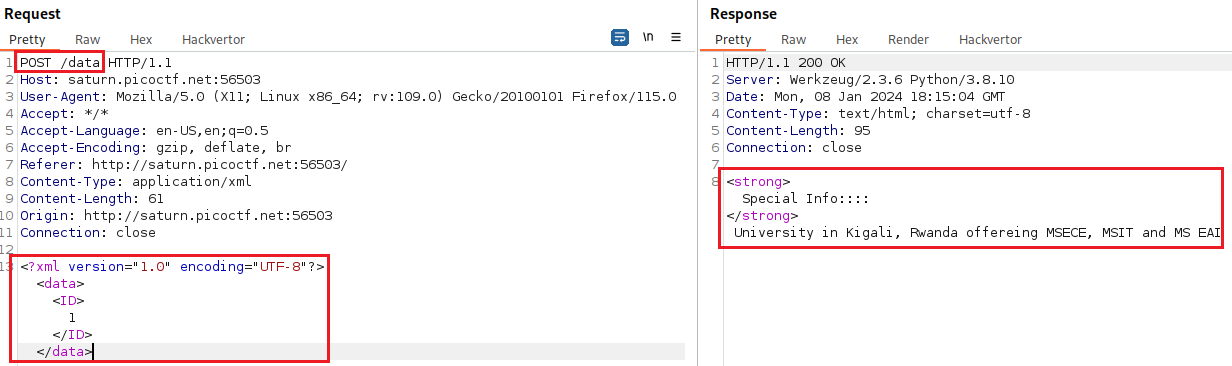 Request
Pretty Raw Hex Hackvertor
\n ≡
1 POST /data HTTP/1.1
2 Host: saturn.picoctf.net:56503
3 User-Agent: Mozilla/5.0 (X11; Linux x86_64; rv:109.0) Gecko/20100101 Firefox/115.0
4 Accept: */*
5 Accept-Language: en-US,en;q=0.5
6 Accept-Encoding: gzip, deflate, br
7 Referer: http://saturn.picoctf.net:56503/
8 Content-Type: application/xml
9 Content-Length: 61
10 Origin: http://saturn.picoctf.net:56503
11 Connection: close
12
13 <?xml version="1.0" encoding="UTF-8"?>
<data>
<ID>
1
</ID>
</data>
Response
Pretty Raw Hex Render Hackvertor
1 HTTP/1.1 200 OK
2 Server: Werkzeug/2.3.6 Python/3.8.10
3 Date: Mon, 08 Jan 2024 18:15:04 GMT
4 Content-Type: text/html; charset=utf-8
5 Content-Length: 95
6 Connection: close
7
8 <strong>
Special Info::::
</strong>
University in Kigali, Rwanda offereing MSECE, MSIT and MS EAI